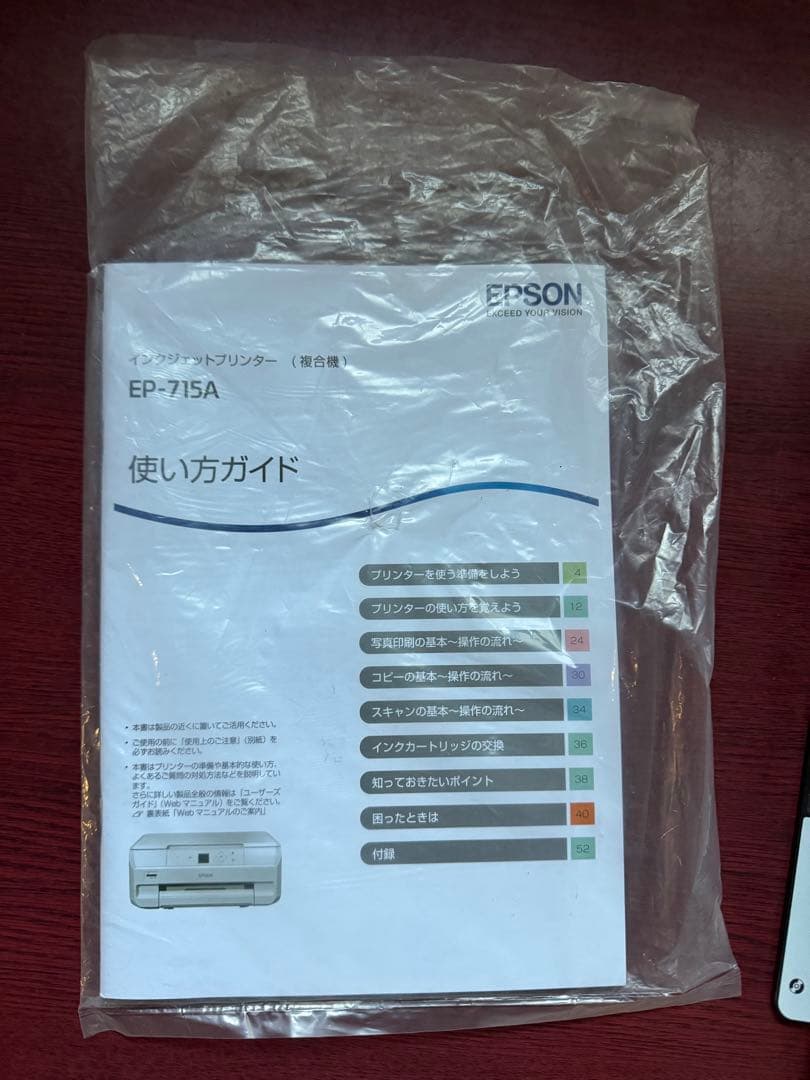 EPSON
EXCEED YOUR VISION
インクジェットプリンター （複合機）
EP-715A
使い方ガイド
プリンターを使う準備をしよう 4
プリンターの使い方を覚えよう 12
写真印刷の基本～操作の流れ～ 24
コピーの基本～操作の流れ～ 30
スキャンの基本～操作の流れ～ 34
インクカートリッジの交換 36
知っておきたいポイント 38
困ったときは 40
付録 52
・本書は製品の近くに置いてご活用ください。
・ご使用の前に「使用上のご注意」（別紙）を
必ずお読みください。
・本書はプリンターの準備や基本的な使い方、
よくあるご質問の対処方法などを説明してい
ます。
さらに詳しい製品全般の情報は「ユーザーズ
ガイド」（Web マニュアル）をご覧ください。
裏表紙「Web マニュアルのご案内」
EPSON